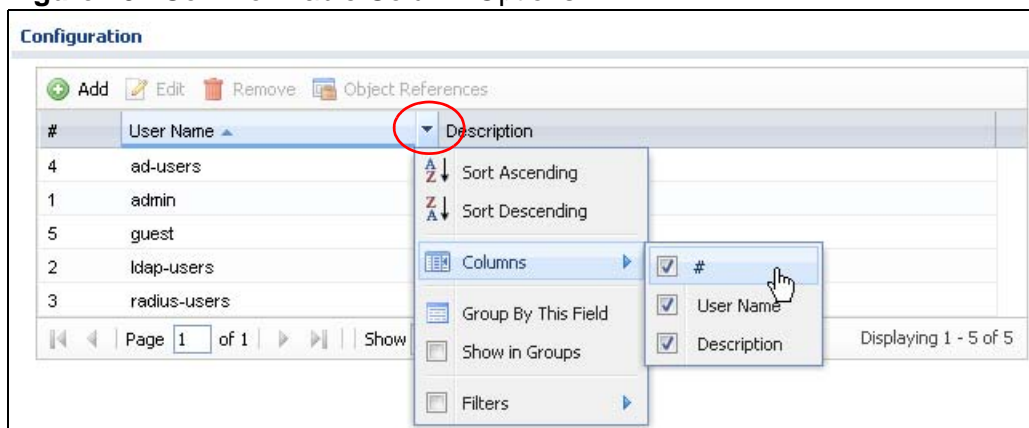 Configuration
Add Edit Remove Object References
# User Name Description
4 ad-users
1 admin
5 guest
2 ldap-users
3 radius-users
Page 1 of 1 Show
Displaying 1 - 5 of 5
Sort Ascending
Sort Descending
Columns
Group By This Field
Show in Groups
Filters
#
User Name
Description